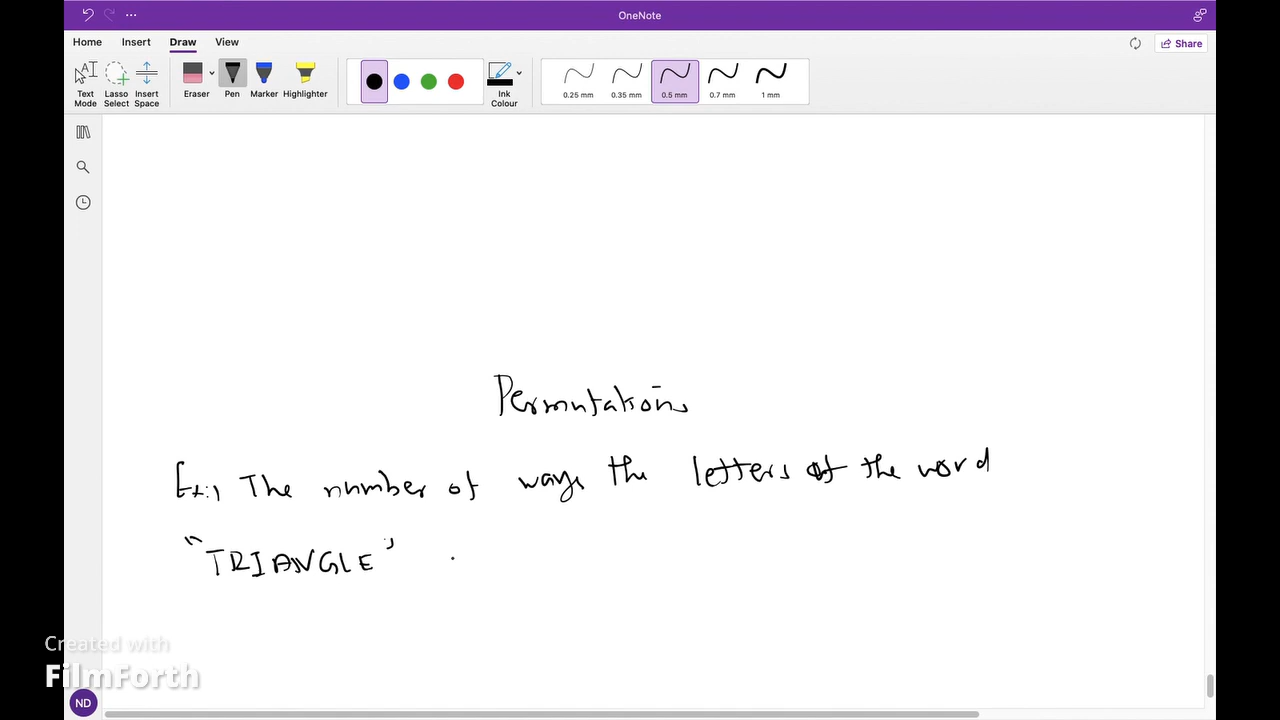 OneNote
Home Insert Draw View
Share
Text Mode
Lasso Select
Insert Space
Eraser
Pen
Marker
Highlighter
Ink Colour
0.25 mm
0.35 mm
0.5 mm
0.7 mm
1 mm
Permutations
Ex:1 The number of ways the letters of the word
"TRIANGLE"
Created with
FilmForth
ND